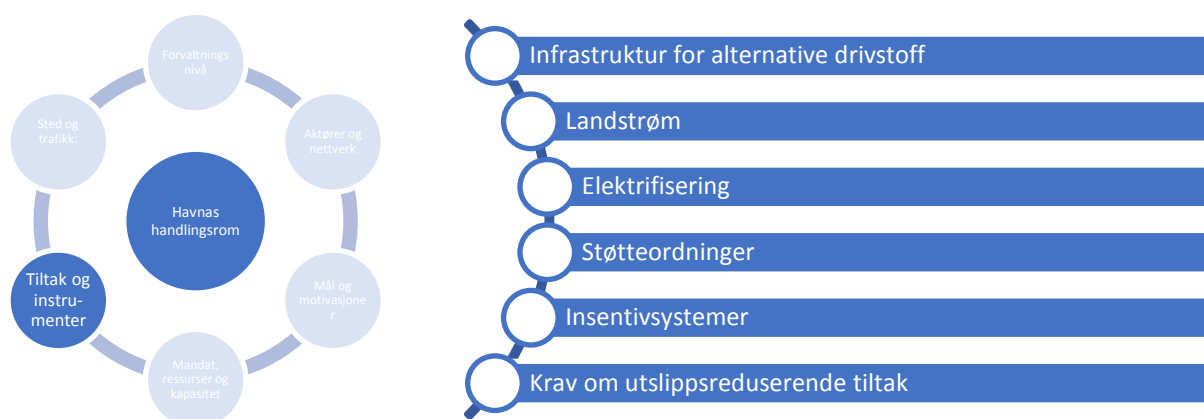 Forvaltnings
nivå
Sted og
trafikk:
Aktører og
nettverk
Havnas
handlingsrom
Tiltak og
instru-
menter
Mål og
motivasjone
r
Mandat,
ressurser og
kapasitet
Infrastruktur for alternative drivstoff
Landstrøm
Elektrifisering
Støtteordninger
Insentivsystemer
Krav om utslippsreduserende tiltak